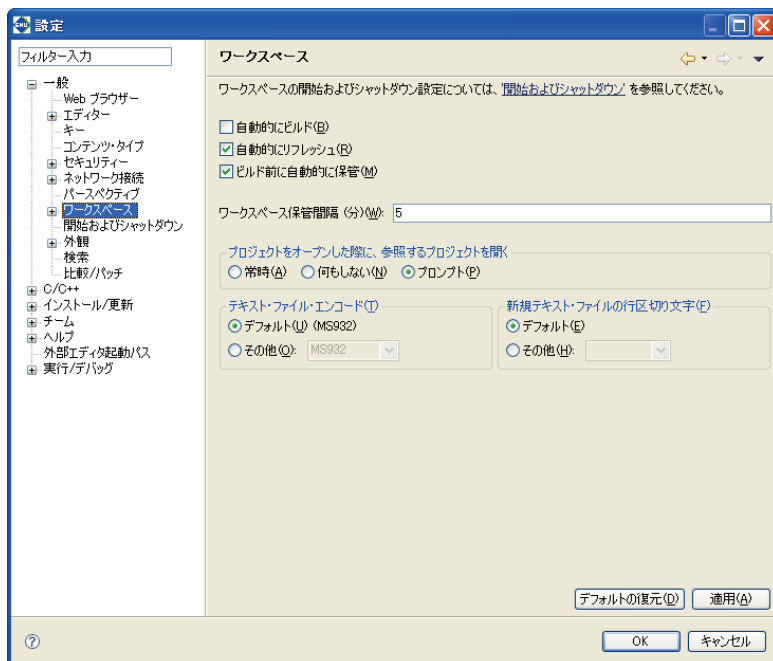 設定
フィルター入力
一般
Web ブラウザー
エディター
キー
コンテンツ・タイプ
セキュリティー
ネットワーク接続
パースペクティブ
ワークスペース
開始およびシャットダウン
外観
検索
比較/パッチ
C/C++
インストール/更新
チーム
ヘルプ
外部エディタ起動パス
実行/デバッグ
ワークスペース
ワークスペースの開始およびシャットダウン設定については、'開始およびシャットダウン' を参照してください。
自動的にビルド(B)
自動的にリフレッシュ(R)
ビルド前に自動的に保管(M)
ワークスペース保管間隔 (分)(W): 5
プロジェクトをオープンした際に、参照するプロジェクトを開く
常時(A) 何もしない(N) プロンプト(P)
テキスト・ファイル・エンコード(T)
デフォルト(U) (MS932)
その他(O): MS932
新規テキスト・ファイルの行区切り文字(F)
デフォルト(E)
その他(H):
デフォルトの復元(D) 適用(A)
OK キャンセル